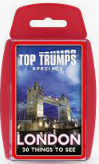 TOP TRUMPS
SPECIALS
LONDON
30 THINGS TO SEE